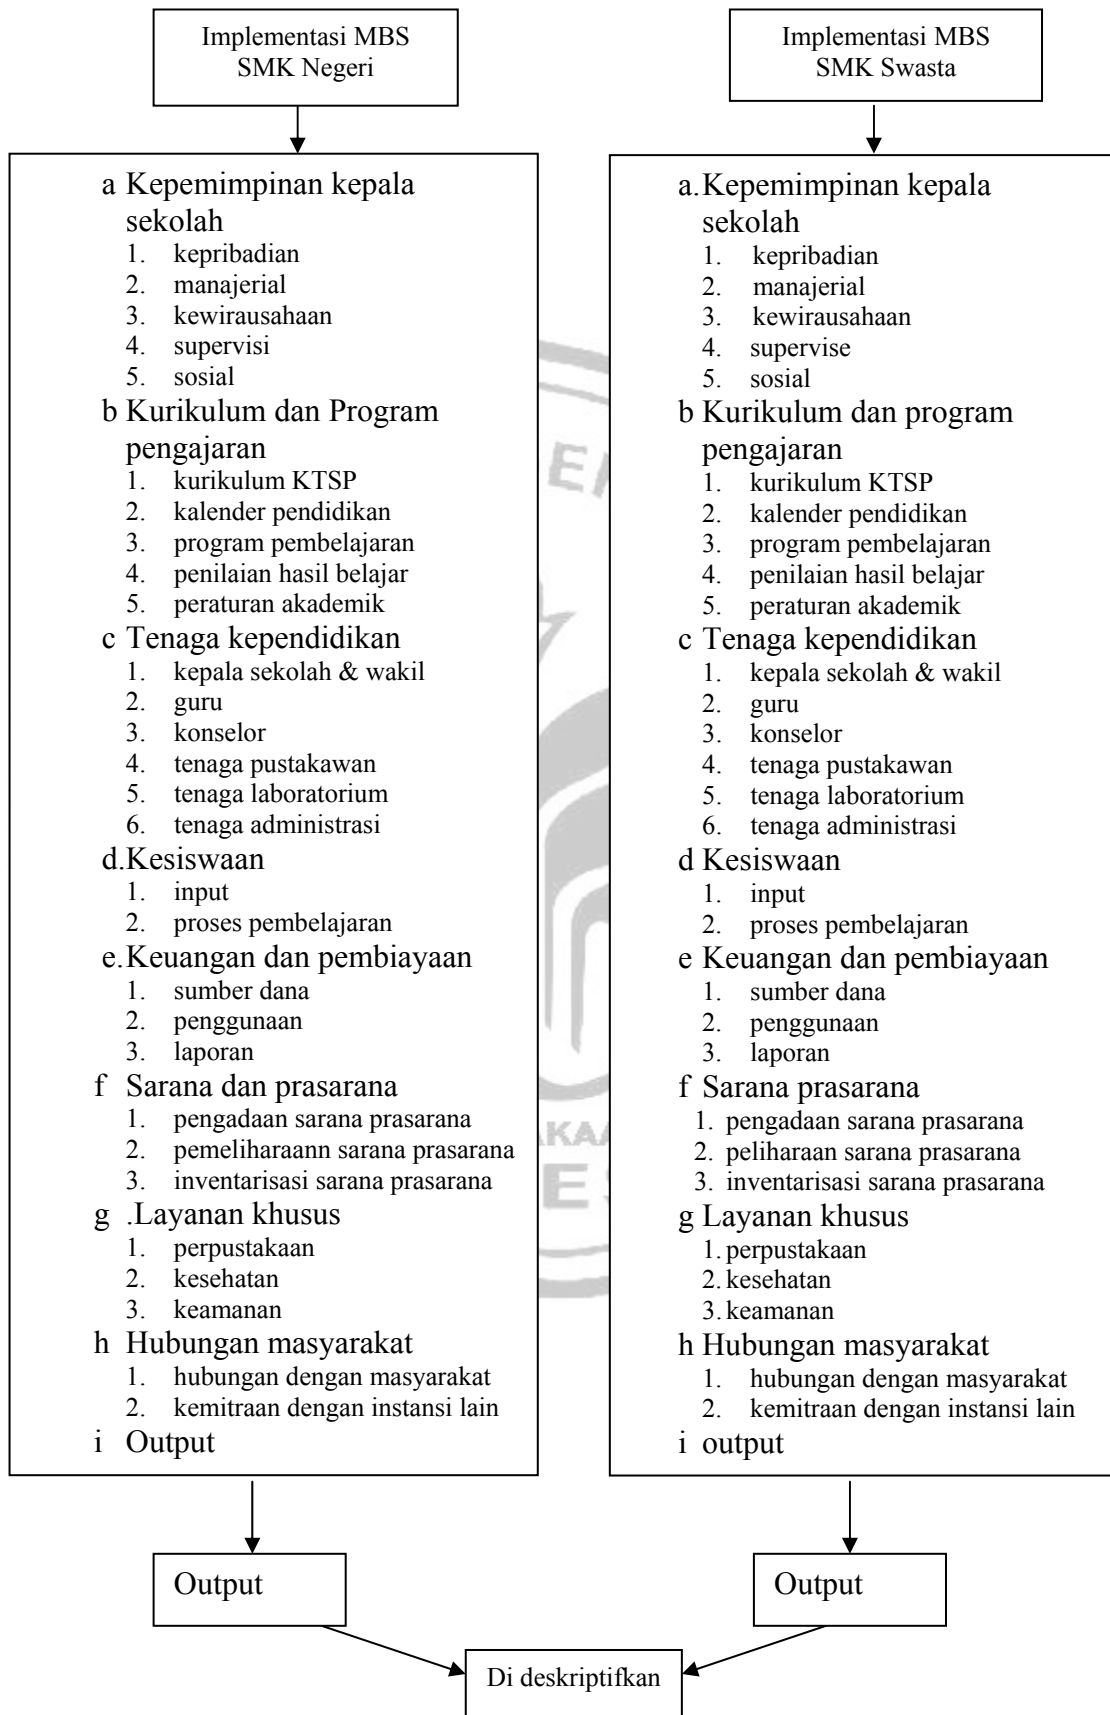 Implementasi MBS
SMK Negeri
a Kepemimpinan kepala
sekolah
1. kepribadian
2. manajerial
3. kewirausahaan
4. supervisi
5. sosial
b Kurikulum dan Program
pengajaran
1. kurikulum KTSP
2. kalender pendidikan
3. program pembelajaran
4. penilaian hasil belajar
5. peraturan akademik
c Tenaga kependidikan
1. kepala sekolah & wakil
2. guru
3. konselor
4. tenaga pustakawan
5. tenaga laboratorium
6. tenaga administrasi
d.Kesiswaan
1. input
2. proses pembelajaran
e.Keuangan dan pembiayaan
1. sumber dana
2. penggunaan
3. laporan
f Sarana dan prasarana
1. pengadaan sarana prasarana
2. pemeliharaann sarana prasarana
3. inventarisasi sarana prasarana
g .Layanan khusus
1. perpustakaan
2. kesehatan
3. keamanan
h Hubungan masyarakat
1. hubungan dengan masyarakat
2. kemitraan dengan instansi lain
i Output
Output
Implementasi MBS
SMK Swasta
a.Kepemimpinan kepala
sekolah
1. kepribadian
2. manajerial
3. kewirausahaan
4. supervise
5. sosial
b Kurikulum dan program
pengajaran
1. kurikulum KTSP
2. kalender pendidikan
3. program pembelajaran
4. penilaian hasil belajar
5. peraturan akademik
c Tenaga kependidikan
1. kepala sekolah & wakil
2. guru
3. konselor
4. tenaga pustakawan
5. tenaga laboratorium
6. tenaga administrasi
d Kesiswaan
1. input
2. proses pembelajaran
e Keuangan dan pembiayaan
1. sumber dana
2. penggunaan
3. laporan
f Sarana prasarana
1. pengadaan sarana prasarana
2. peliharaan sarana prasarana
3. inventarisasi sarana prasarana
g Layanan khusus
1. perpustakaan
2. kesehatan
3. keamanan
h Hubungan masyarakat
1. hubungan dengan masyarakat
2. kemitraan dengan instansi lain
i output
Output
Di deskriptifkan